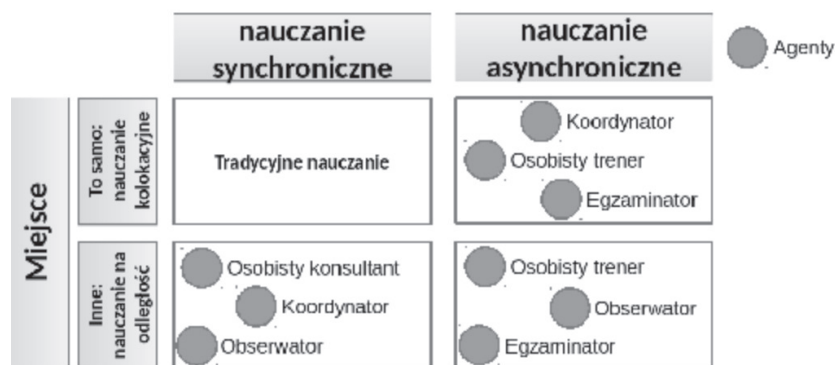 nauczanie
synchroniczne
nauczanie
asynchroniczne
Agenty
Miejsce
To samo:
nauczanie
kolokacyjne
Tradycyjne nauczanie
Koordynator
Osobisty trener
Egzaminator
Inne:
nauczanie na
odległość
Osobisty konsultant
Koordynator
Obserwator
Osobisty trener
Obserwator
Egzaminator